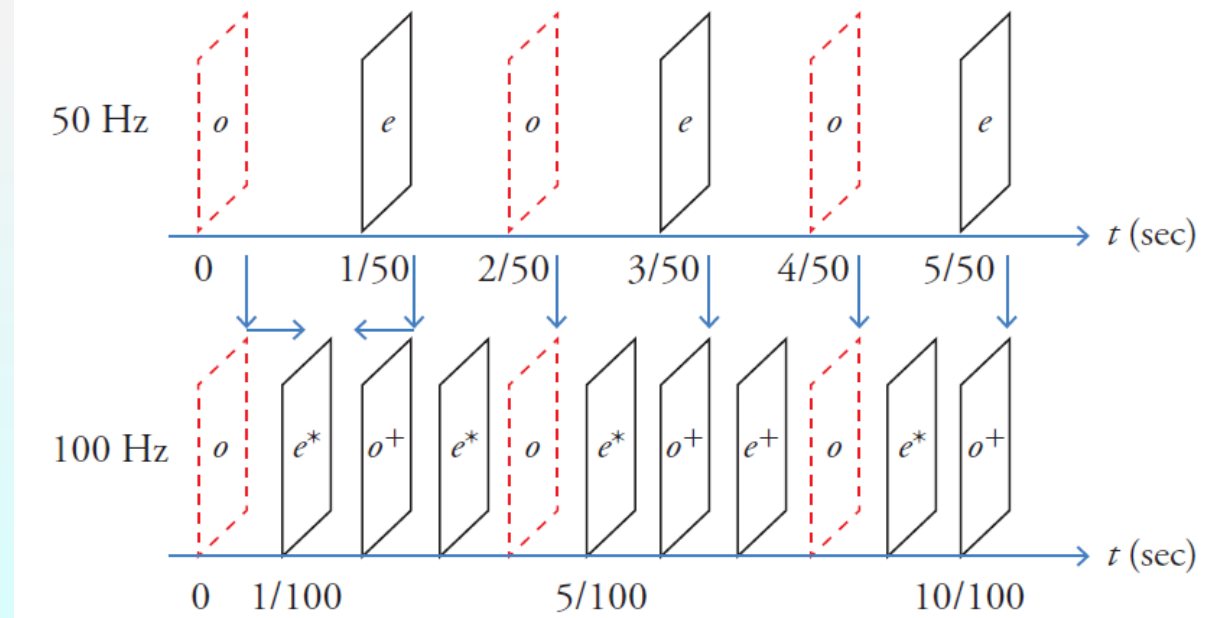 50 Hz o e o e o e
t (sec)
0 1/50 2/50 3/50 4/50 5/50
100 Hz o e* o+ e* o e* o+ e+ o e* o+
t (sec)
0 1/100 5/100 10/100